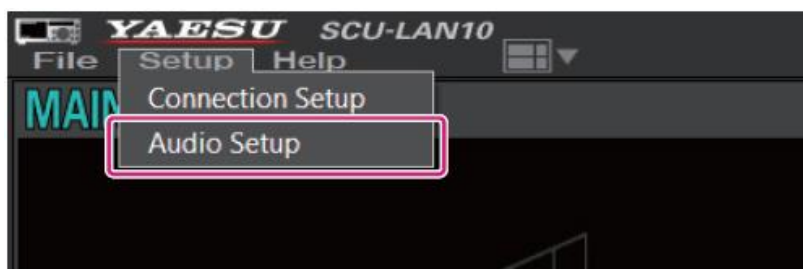 YAESU SCU-LAN10
File Setup Help
MAIN
Connection Setup
Audio Setup